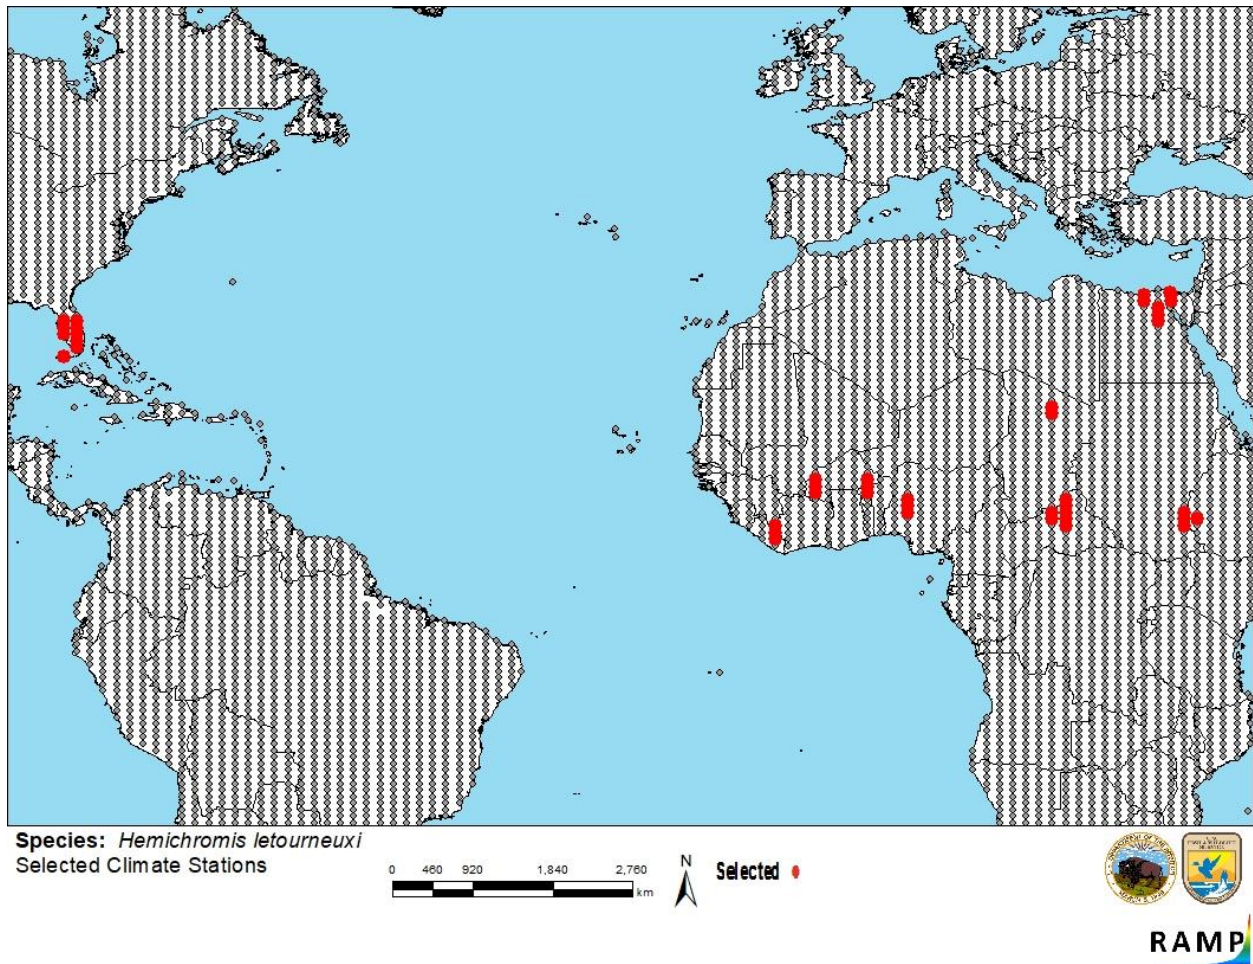 Species: Hemichromis letourneuxi
Selected Climate Stations
0 460 920 1,840 2,760
km
N
Selected
RAMP